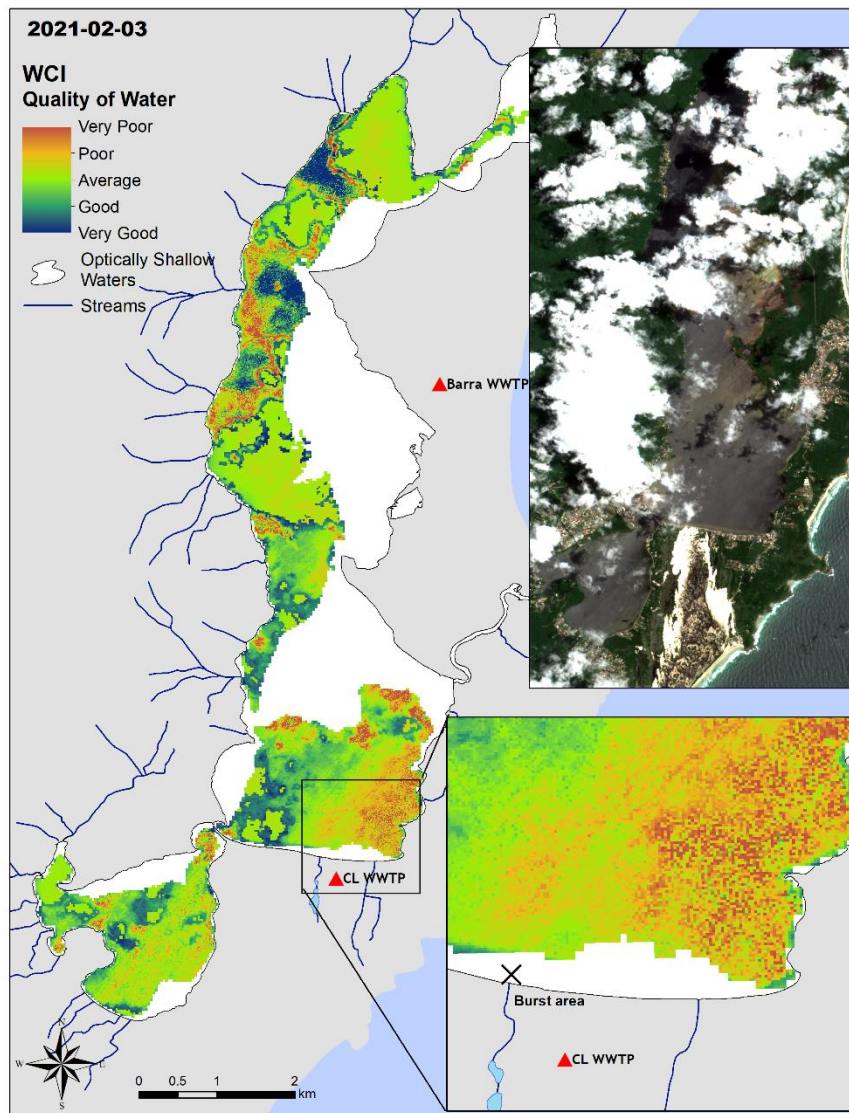 2021-02-03
WCI
Quality of Water
Very Poor
Poor
Average
Good
Very Good
Optically Shallow
Waters
Streams
Barra WWTP
CL WWTP
Burst area
CL WWTP
N
W
E
S
0 0.5 1 2
km